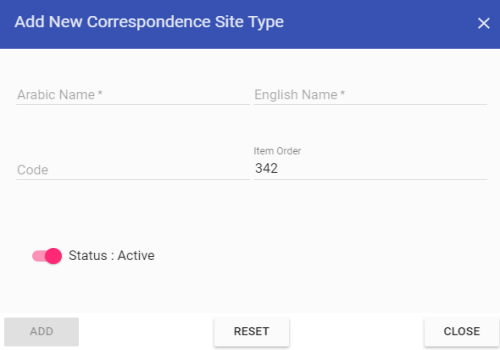 Add New Correspondence Site Type
Arabic Name * English Name *
Item Order
Code 342
Status : Active
ADD RESET CLOSE